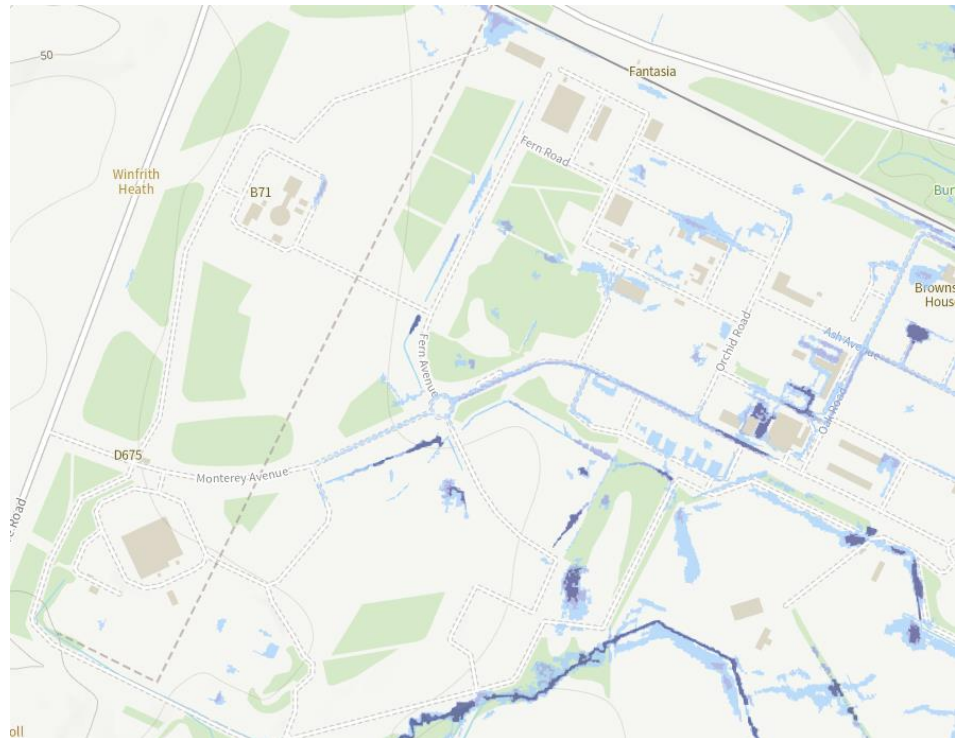 50
Fantasia
Fern Road
Winfrith
Heath
B71
Bur
Browns
House
Orchid Road
Ash Avenue
Fern Avenue
Oak Road
D675
Monterey Avenue
e Road
oll